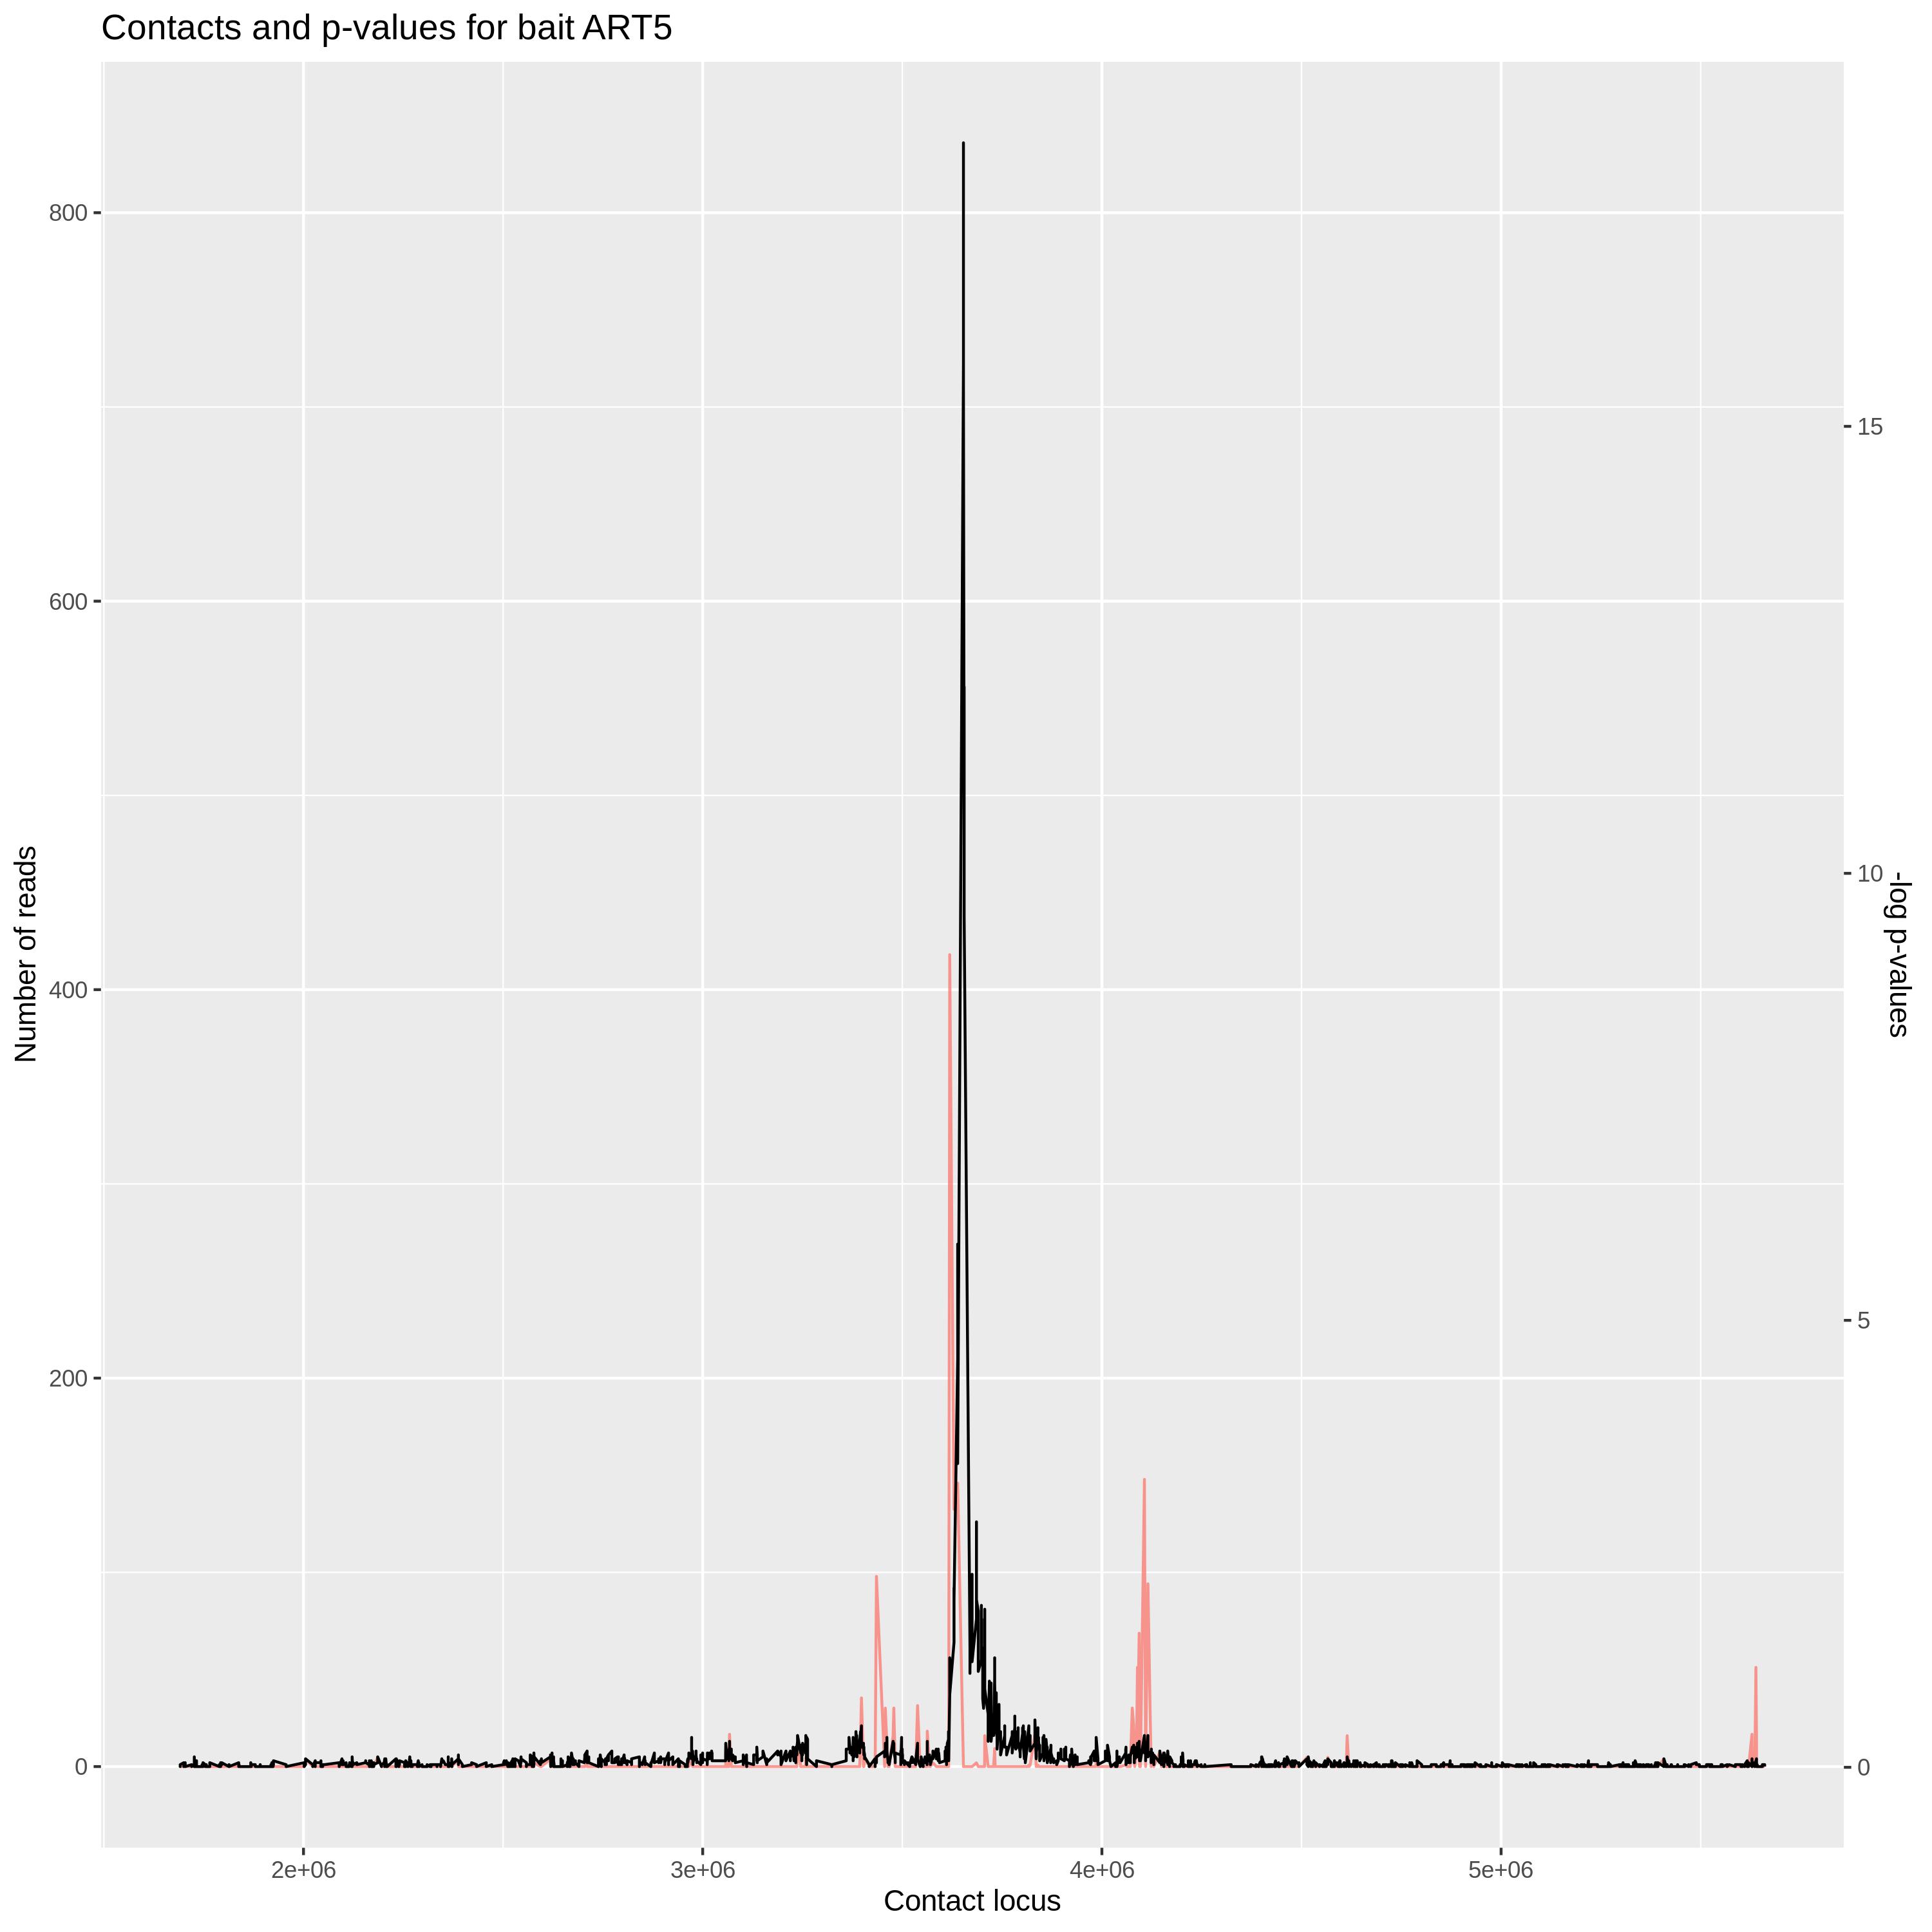 Contacts and p-values for bait ART5
800
600
400
200
0
Number of reads
15
10
5
0
-log p-values
2e+06
3e+06
4e+06
5e+06
Contact locus